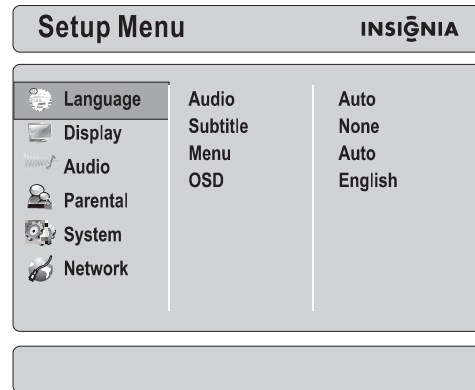 Setup Menu
INSIGNIA
Language
Display
Audio
Parental
System
Network
Audio Auto
Subtitle None
Menu Auto
OSD English